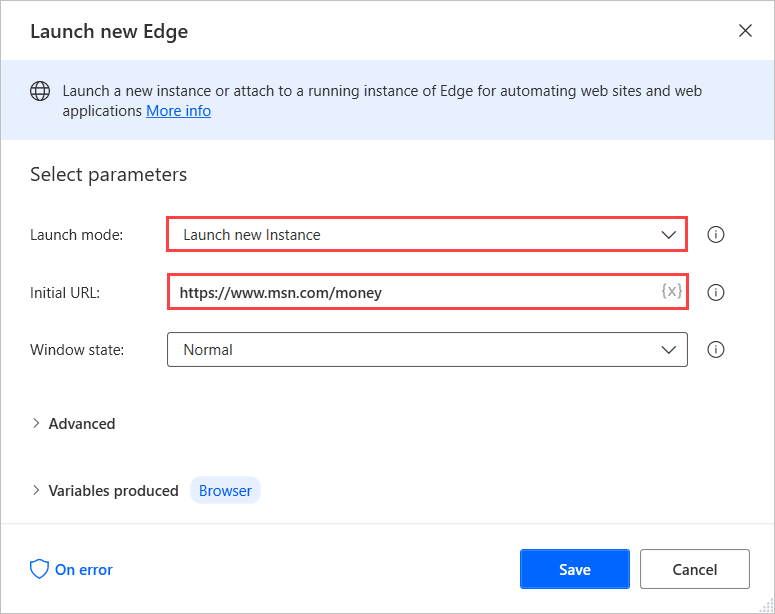 Launch new Edge
Launch a new instance or attach to a running instance of Edge for automating web sites and web
applications More info
Select parameters
Launch mode: Launch new Instance
Initial URL: https://www.msn.com/money {x}
Window state: Normal
Advanced
Variables produced Browser
On error Save Cancel